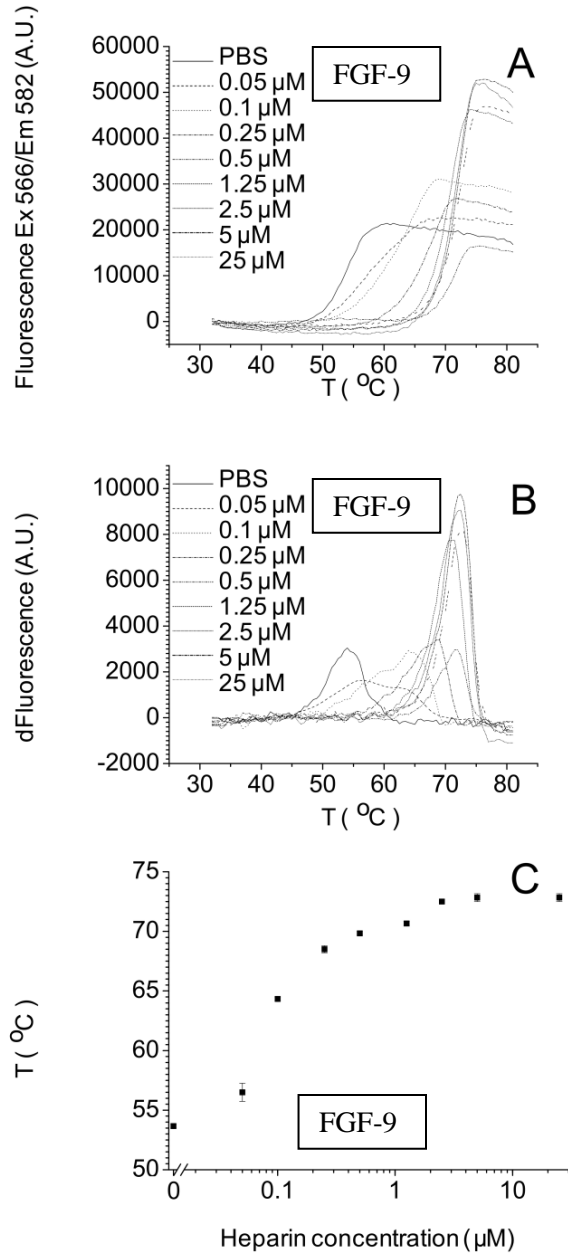 A
FGF-9
Fluorescence Ex 566/Em 582 (A.U.)
60000
50000
40000
30000
20000
10000
0
PBS
0.05 µM
0.1 µM
0.25 µM
0.5 µM
1.25 µM
2.5 µM
5 µM
25 µM
30 40 50 60 70 80
T ( °C)
B
FGF-9
dFluorescence (A.U.)
10000
8000
6000
4000
2000
0
-2000
PBS
0.05 µM
0.1 µM
0.25 µM
0.5 µM
1.25 µM
2.5 µM
5 µM
25 µM
30 40 50 60 70 80
T ( °C)
C
T ( °C)
75
70
65
60
55
50
FGF-9
0 0.1 1 10
Heparin concentration (µM)